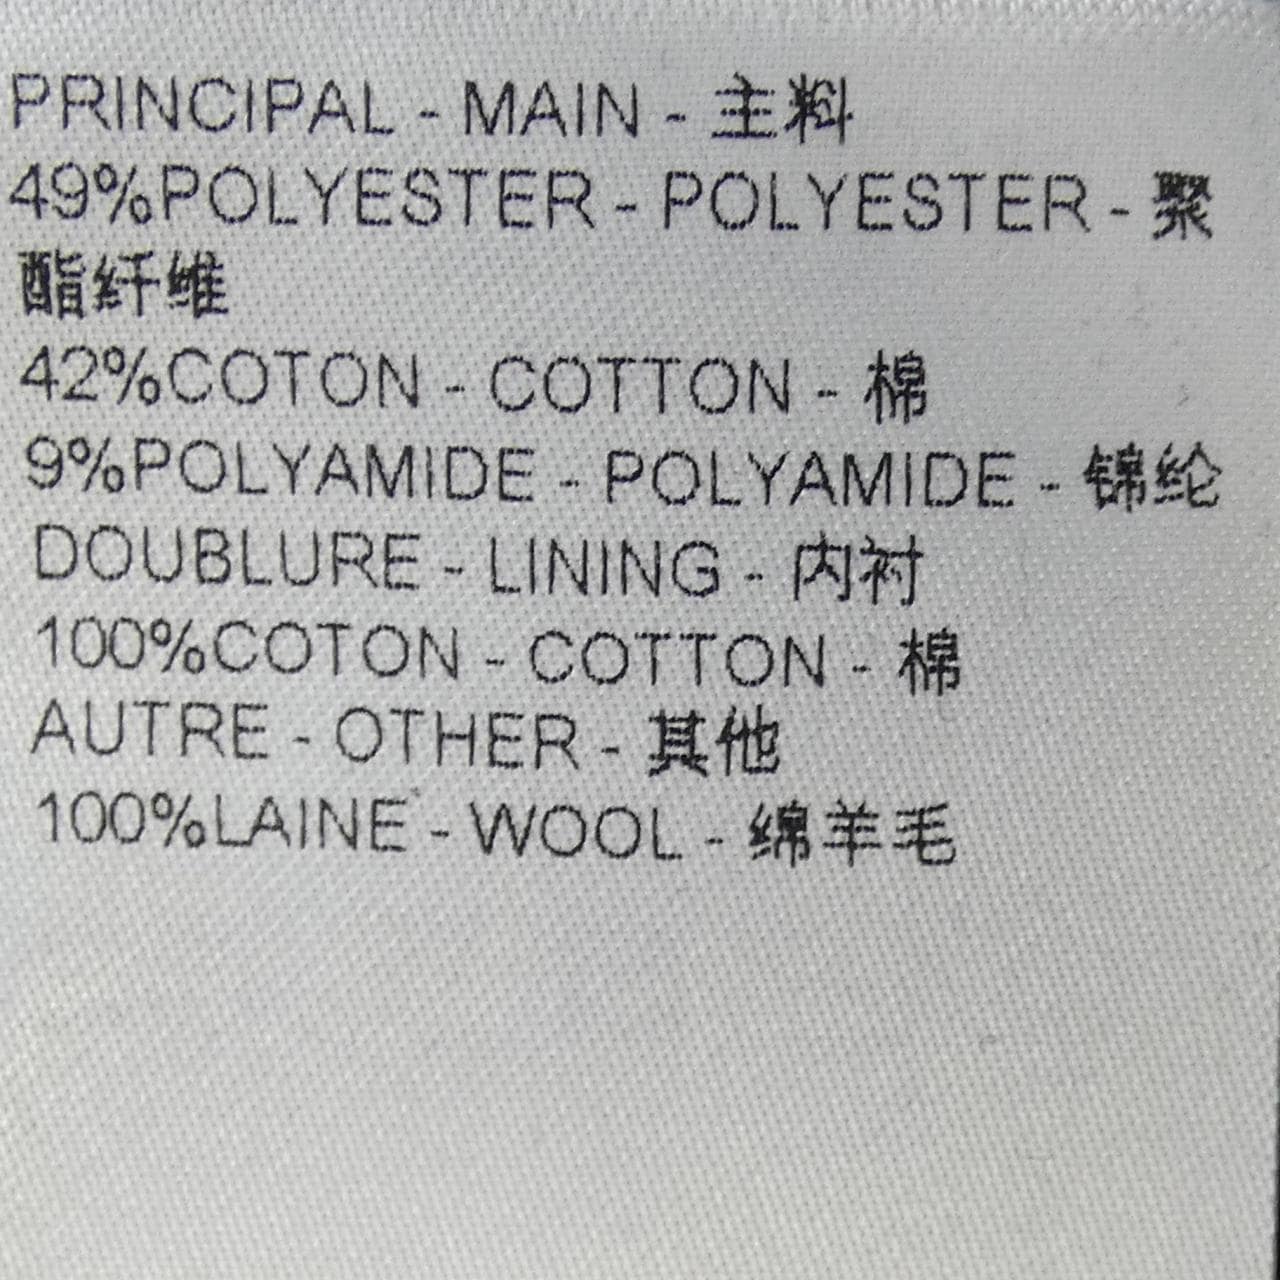 PRINCIPAL - MAIN - 主料
49%POLYESTER - POLYESTER - 聚
酯纤维
42%COTON - COTTON - 棉
9%POLYAMIDE - POLYAMIDE - 锦纶
DOUBLURE - LINING - 内衬
100%COTON - COTTON - 棉
AUTRE - OTHER - 其他
100%LAINE - WOOL - 绵羊毛